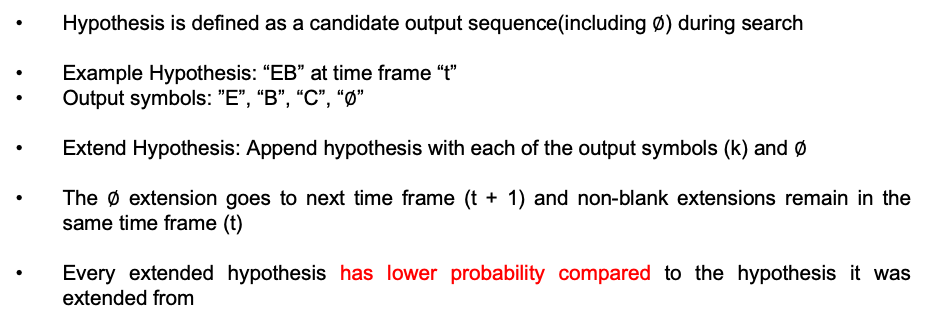 • Hypothesis is defined as a candidate output sequence(including Ø) during search
• Example Hypothesis: “EB” at time frame “t”
• Output symbols: ”E”, “B”, “C”, “Ø”
• Extend Hypothesis: Append hypothesis with each of the output symbols (k) and Ø
• The Ø extension goes to next time frame (t + 1) and non-blank extensions remain in the
same time frame (t)
• Every extended hypothesis has lower probability compared to the hypothesis it was
extended from